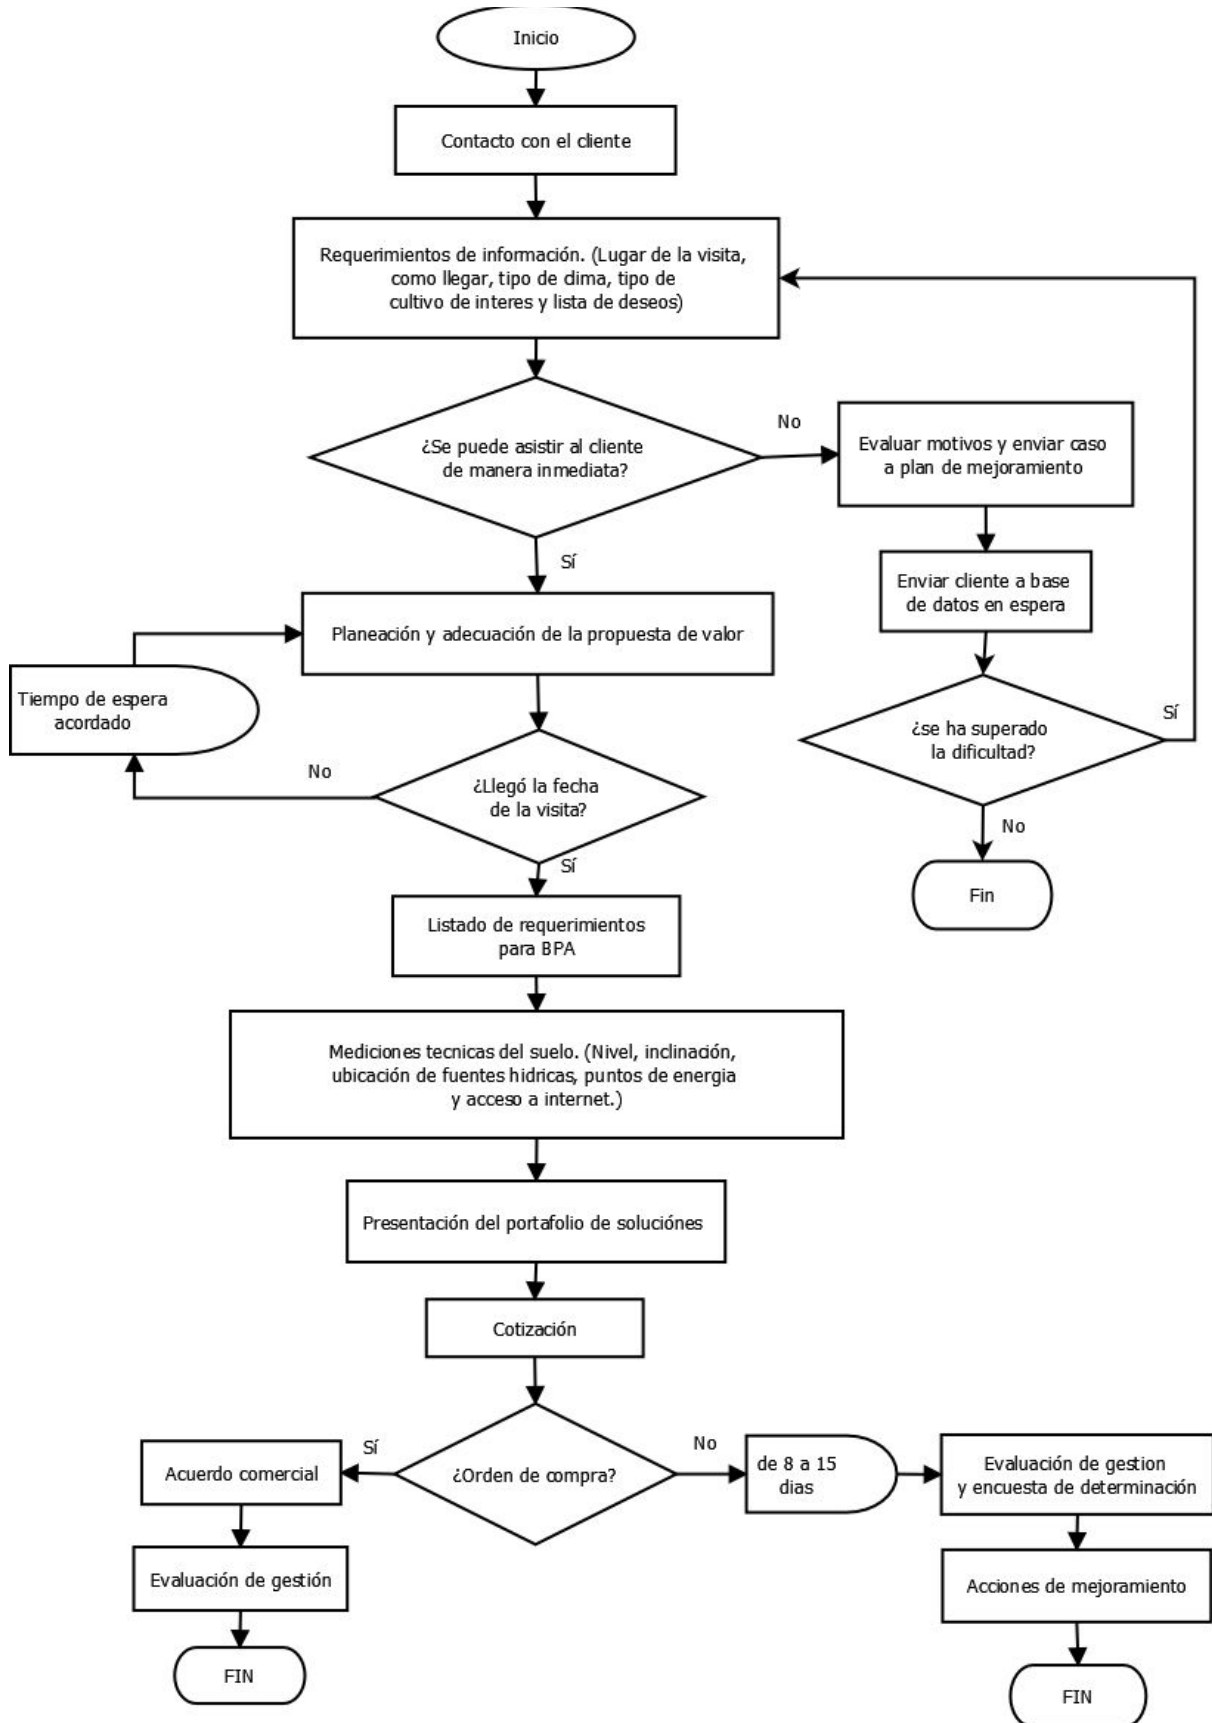 Inicio
Contacto con el cliente
Requerimientos de información. (Lugar de la visita,
como llegar, tipo de clima, tipo de
cultivo de interes y lista de deseos)
¿Se puede asistir al cliente
de manera inmediata?
No
Evaluar motivos y enviar caso
a plan de mejoramiento
Sí
Enviar cliente a base
de datos en espera
Planeación y adecuación de la propuesta de valor
Tiempo de espera
acordado
¿se ha superado
la dificultad?
Sí
No
¿Llegó la fecha
de la visita?
No
Sí
Fin
Listado de requerimientos
para BPA
Mediciones tecnicas del suelo. (Nivel, inclinación,
ubicación de fuentes hidricas, puntos de energia
y acceso a internet.)
Presentación del portafolio de soluciónes
Cotización
¿Orden de compra?
Sí
No
Acuerdo comercial
de 8 a 15
dias
Evaluación de gestion
y encuesta de determinación
Evaluación de gestión
Acciones de mejoramiento
FIN
FIN